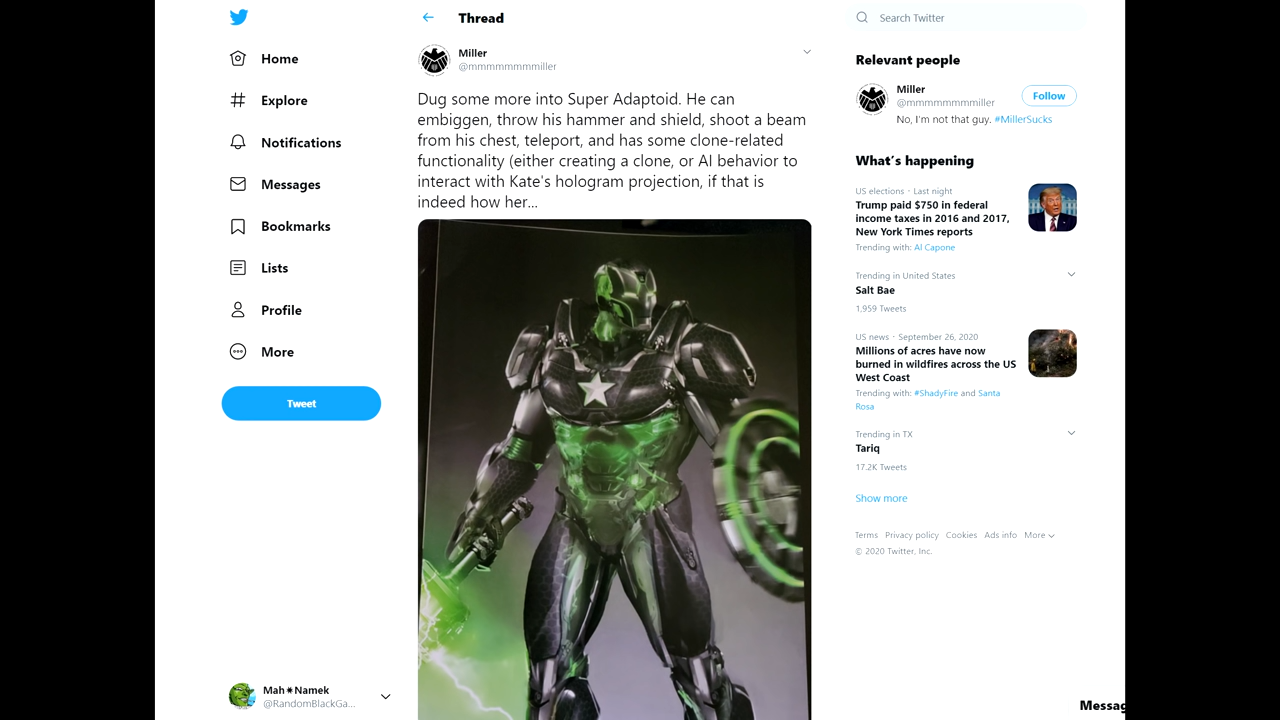 Home
Explore
Notifications
Messages
Bookmarks
Lists
Profile
More
Tweet
Mah✷Namek
@RandomBlackGa...
Thread
Miller
@mmmmmmmmiller
Dug some more into Super Adaptoid. He can
embiggen, throw his hammer and shield, shoot a beam
from his chest, teleport, and has some clone-related
functionality (either creating a clone, or AI behavior to
interact with Kate's hologram projection, if that is
indeed how her...
Search Twitter
Relevant people
Miller
@mmmmmmmmiller
Follow
No, I'm not that guy. #MillerSucks
What's happening
US elections · Last night
Trump paid $750 in federal
income taxes in 2016 and 2017,
New York Times reports
Trending with: Al Capone
Trending in United States
Salt Bae
1,959 Tweets
US news · September 26, 2020
Millions of acres have now
burned in wildfires across the US
West Coast
Trending with: #ShadyFire and Santa
Rosa
Trending in TX
Tariq
17.2K Tweets
Show more
Terms Privacy policy Cookies Ads info More
© 2020 Twitter, Inc.
Messag